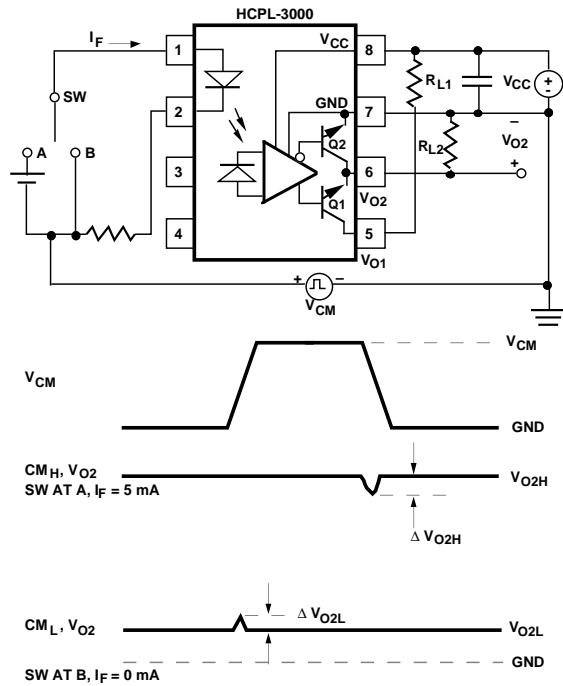 HCPL-3000
I_F
1
V_CC
8
R_L1
V_CC
+
-
SW
2
GND
7
−
Q2
R_L2
V_O2
A
B
3
6
+
V_O2
Q1
4
5
V_O1
+ −
V_CM
V_CM
V_CM
GND
CM_H, V_O2
SW AT A, I_F = 5 mA
V_O2H
Δ V_O2H
Δ V_O2L
CM_L, V_O2
V_O2L
GND
SW AT B, I_F = 0 mA